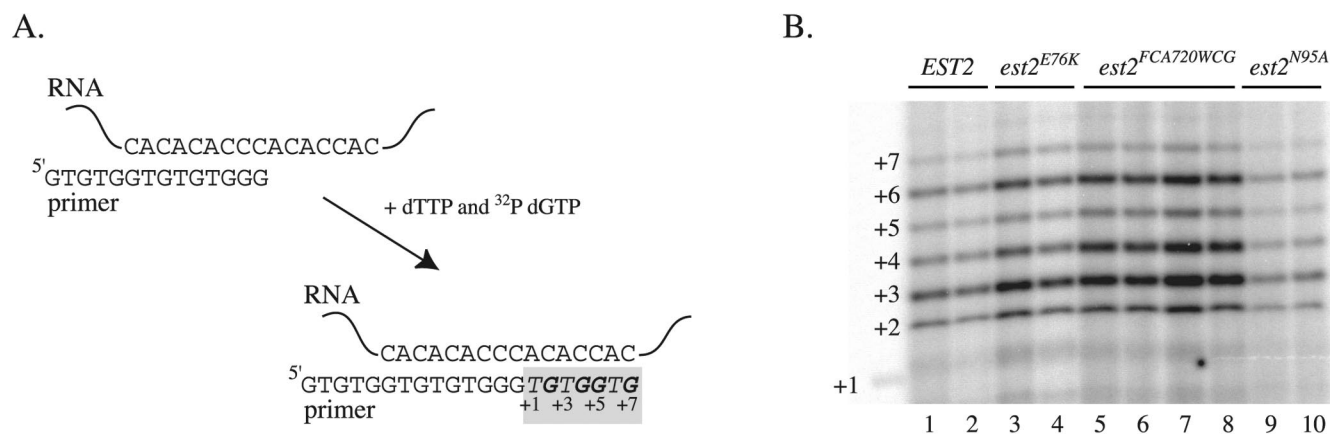 A.
RNA
CACACACCCACACCAC
5'GTGTGGTGTGTGGG
primer
+ dTTP and 32P dGTP
RNA
CACACACCCACACCAC
5'GTGTGGTGTGTGGGTGTGGTG
primer
+1 +3 +5 +7
B.
EST2 est2E76K est2FCA720WCG est2N95A
+7
+6
+5
+4
+3
+2
+1
1 2 3 4 5 6 7 8 9 10